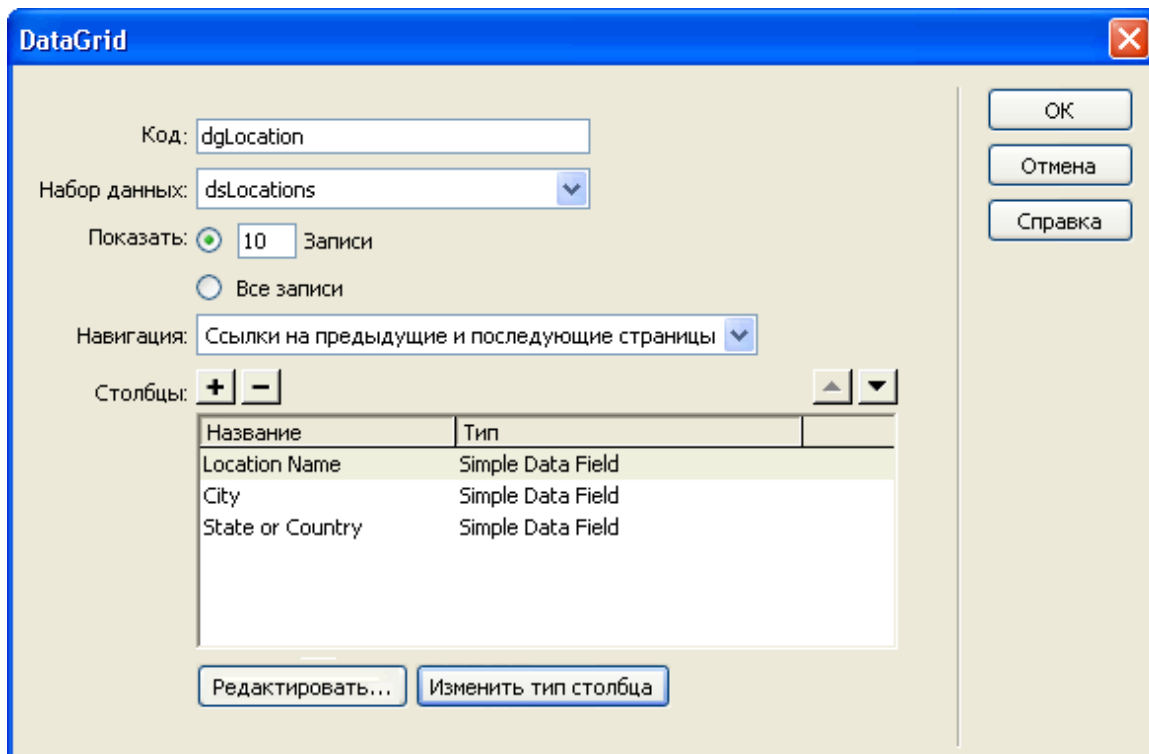 DataGrid
Код: dgLocation
Набор данных: dsLocations
Показать: 10 Записи
Все записи
Навигация: Ссылки на предыдущие и последующие страницы
Столбцы: + −
Название Тип
Location Name Simple Data Field
City Simple Data Field
State or Country Simple Data Field
Редактировать... Изменить тип столбца
ОК
Отмена
Справка